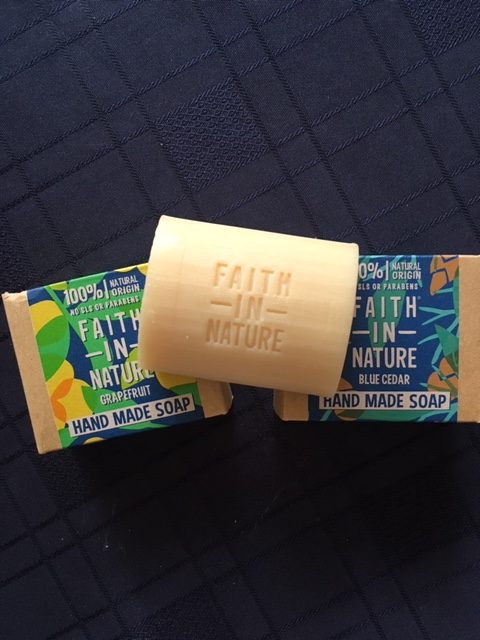 100% NATURAL
ORIGIN
NO SLS OR PARABENS
FAITH
IN
NATURE
GRAPEFRUIT
HAND MADE SOAP
FAITH
IN
NATURE
0% NATURAL
ORIGIN
SLS OR PARABENS
FAITH
IN
NATURE
BLUE CEDAR
HAND MADE SOAP